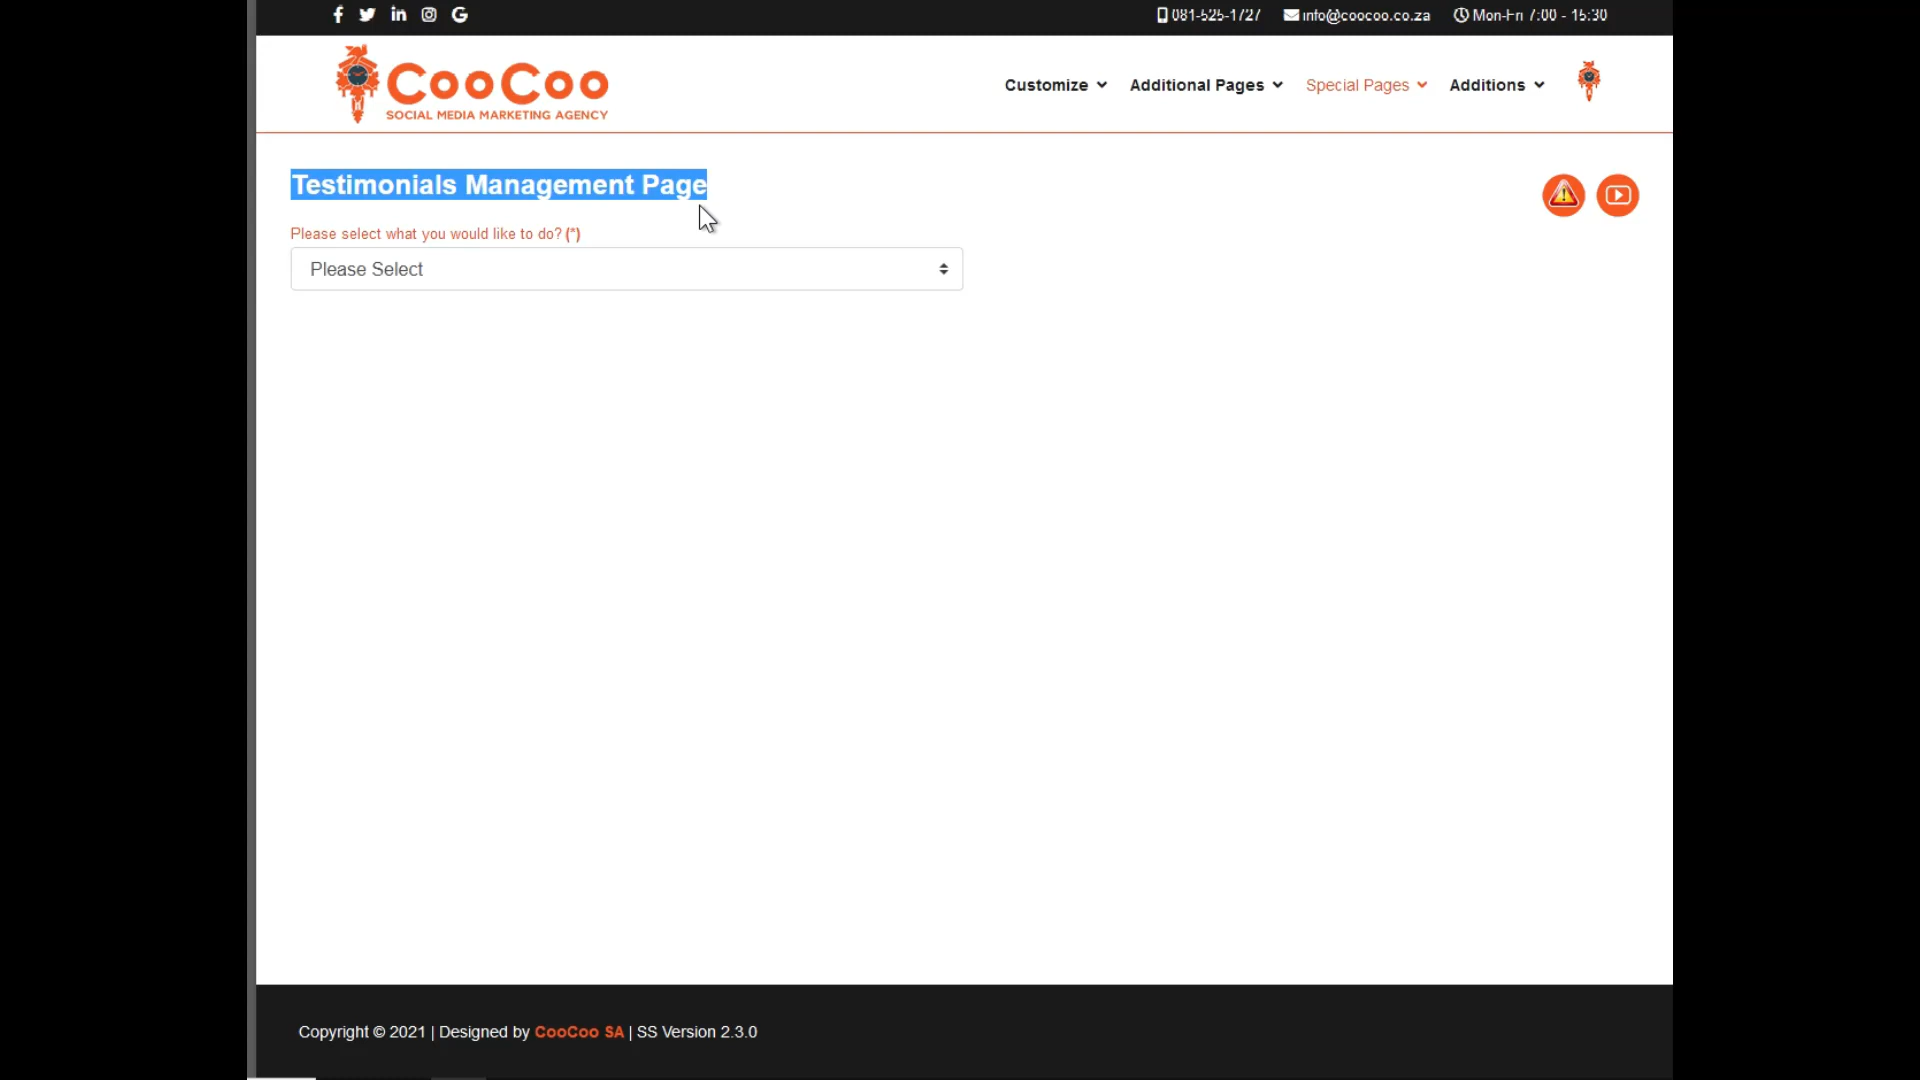 081-525-1727 info@coocoo.co.za Mon-Fri 7:00 - 15:30
CooCoo
SOCIAL MEDIA MARKETING AGENCY
Customize Additional Pages Special Pages Additions
Testimonials Management Page
Please select what you would like to do? (*)
Please Select
Copyright © 2021 | Designed by CooCoo SA | SS Version 2.3.0